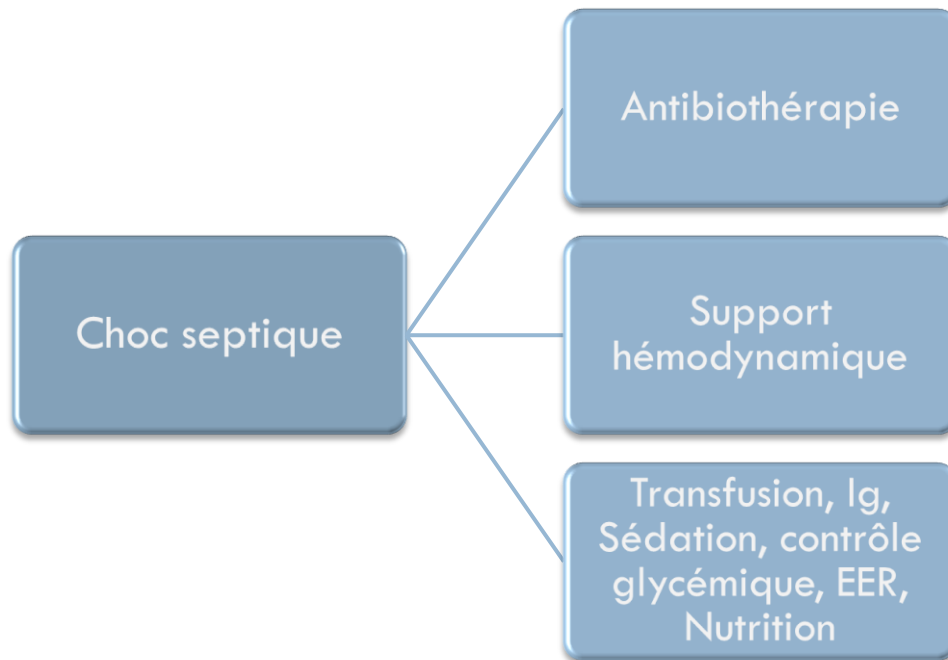 Antibiothérapie
Choc septique
Support
hémodynamique
Transfusion, Ig,
Sédation, contrôle
glycémique, EER,
Nutrition